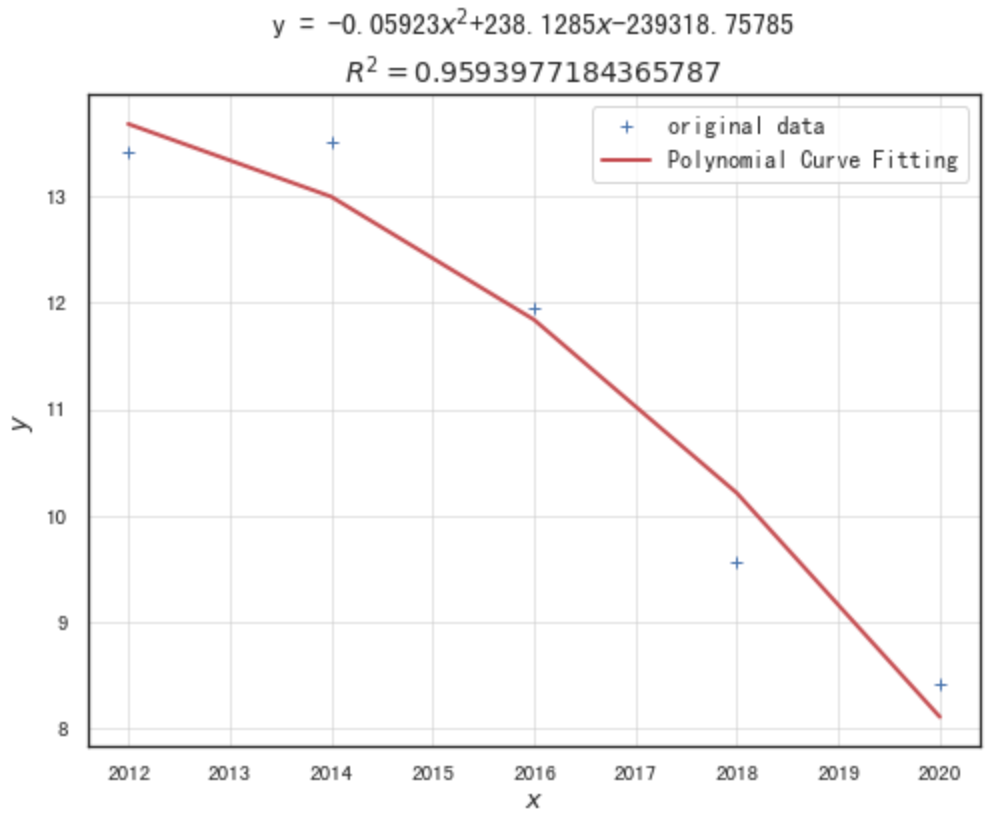 y = −0.05923x²+238.1285x−239318.75785
R² = 0.9593977184365787
original data
Polynomial Curve Fitting
13
12
11
10
9
8
y
2012 2013 2014 2015 2016 2017 2018 2019 2020
x